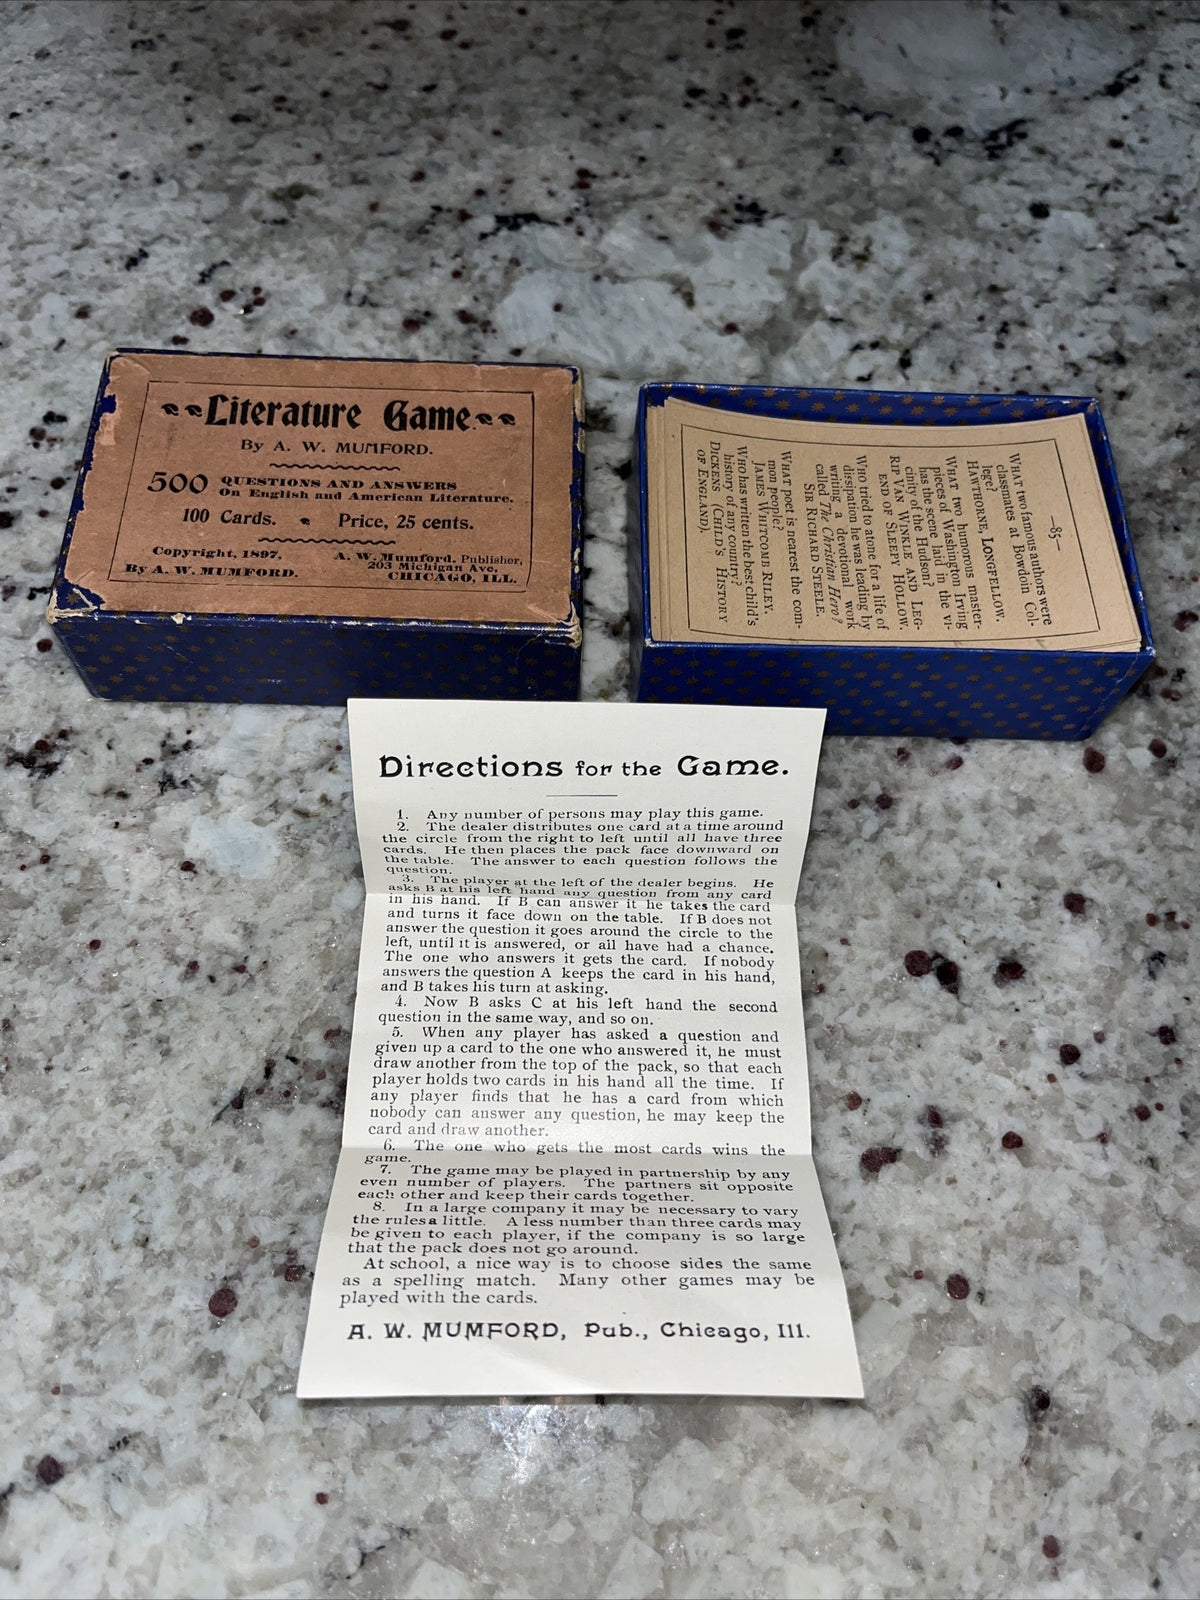 Literature Game
By A. W. MUMFORD.
500 QUESTIONS AND ANSWERS
On English and American Literature.
100 Cards. Price, 25 cents.
Copyright, 1897.
By A. W. MUMFORD.
A. W. Mumford, Publisher,
203 Michigan Ave,
CHICAGO, ILL.
—85—
WHAT two famous authors were
classmates at Bowdoin Col-
lege?
HAWTHORNE, LONGFELLOW.
WHAT two humorous master-
pieces of Washington Irving
has the scene laid in the vi-
cinity of the Hudson?
RIP VAN WINKLE AND LEG-
END OF SLEEPY HOLLOW.
WHO tried to atone for a life of
dissipation he was leading by
writing a devotional work
called The Christian Hero?
SIR RICHARD STEELE.
WHAT poet is nearest the com-
mon people?
JAMES WHITCOMB RILEY.
WHO has written the best child's
history of any country?
DICKENS (CHILD'S HISTORY
OF ENGLAND).
Directions for the Game.
1. Any number of persons may play this game.
2. The dealer distributes one card at a time around
the circle from the right to left until all have three
cards. He then places the pack face downward on
the table. The answer to each question follows the
question.
3. The player at the left of the dealer begins. He
asks B at his left hand any question from any card
in his hand. If B can answer it he takes the card
and turns it face down on the table. If B does not
answer the question it goes around the circle to the
left, until it is answered, or all have had a chance.
The one who answers it gets the card. If nobody
answers the question A keeps the card in his hand,
and B takes his turn at asking.
4. Now B asks C at his left hand the second
question in the same way, and so on.
5. When any player has asked a question and
given up a card to the one who answered it, he must
draw another from the top of the pack, so that each
player holds two cards in his hand all the time. If
any player finds that he has a card from which
nobody can answer any question, he may keep the
card and draw another.
6. The one who gets the most cards wins the
game.
7. The game may be played in partnership by any
even number of players. The partners sit opposite
each other and keep their cards together.
8. In a large company it may be necessary to vary
the rules a little. A less number than three cards may
be given to each player, if the company is so large
that the pack does not go around.
At school, a nice way is to choose sides the same
as a spelling match. Many other games may be
played with the cards.
A. W. MUMFORD, Pub., Chicago, Ill.